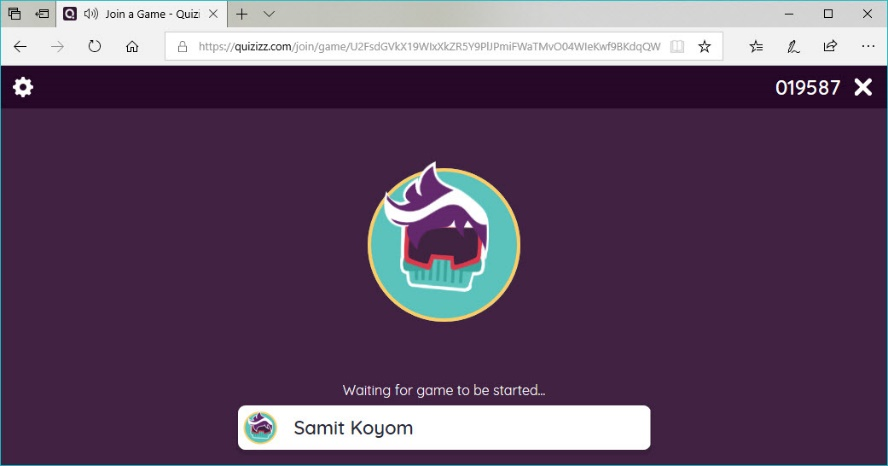 Join a Game - Quizi
https://quizizz.com/join/game/U2FsdGVkX19WIxXkZR5Y9PlJPmiFWaTMvO04WIeKwf9BKdqQW
019587
Waiting for game to be started...
Samit Koyom